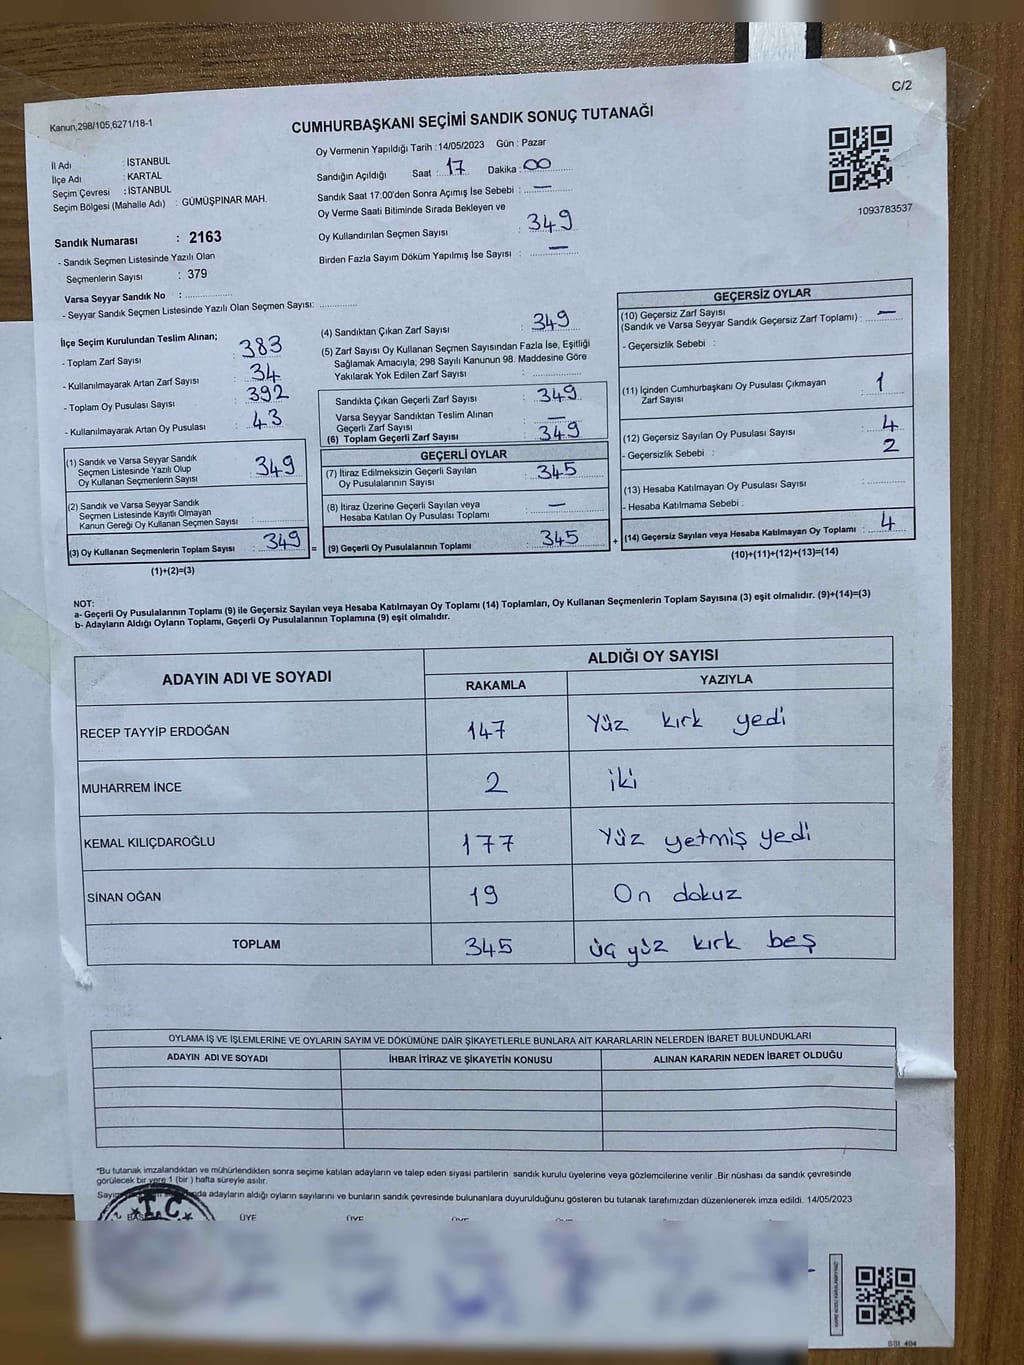 C/2
Kanun,298/105,6271/18-1
CUMHURBAŞKANI SEÇİMİ SANDIK SONUÇ TUTANAĞI
1093783537
İl Adı : İSTANBUL
İlçe Adı : KARTAL
Seçim Çevresi : İSTANBUL
Seçim Bölgesi (Mahalle Adı) : GÜMÜŞPINAR MAH.
Sandık Numarası : 2163
- Sandık Seçmen Listesinde Yazılı Olan
Seçmenlerin Sayısı : 379
Varsa Seyyar Sandık No :
- Seyyar Sandık Seçmen Listesinde Yazılı Olan Seçmen Sayısı:
Oy Vermenin Yapıldığı Tarih :14/05/2023 Gün : Pazar
Sandığın Açıldığı Saat : 17 Dakika : 00
Sandık Saat 17:00'den Sonra Açımış İse Sebebi : —
Oy Verme Saati Bitiminde Sırada Bekleyen ve
Oy Kullandırılan Seçmen Sayısı : 349
Birden Fazla Sayım Döküm Yapılmış İse Sayısı : —
İlçe Seçim Kurulundan Teslim Alınan;
- Toplam Zarf Sayısı : 383
- Kullanılmayarak Artan Zarf Sayısı : 34
- Toplam Oy Pusulası Sayısı : 392
- Kullanılmayarak Artan Oy Pusulası : 43
(1) Sandık ve Varsa Seyyar Sandık
Seçmen Listesinde Yazılı Olup
Oy Kullanan Seçmenlerin Sayısı : 349
(2) Sandık ve Varsa Seyyar Sandık
Seçmen Listesinde Kayıtlı Olmayan
Kanun Gereği Oy Kullanan Seçmen Sayısı :
(3) Oy Kullanan Seçmenlerin Toplam Sayısı : 349 =
(1)+(2)=(3)
(4) Sandıktan Çıkan Zarf Sayısı : 349
(5) Zarf Sayısı Oy Kullanan Seçmen Sayısından Fazla İse, Eşitliği
Sağlamak Amacıyla; 298 Sayılı Kanunun 98. Maddesine Göre
Yakılarak Yok Edilen Zarf Sayısı :
Sandıkta Çıkan Geçerli Zarf Sayısı : 349
Varsa Seyyar Sandıktan Teslim Alınan
Geçerli Zarf Sayısı : —
(6) Toplam Geçerli Zarf Sayısı : 349
GEÇERLİ OYLAR
(7) İtiraz Edilmeksizin Geçerli Sayılan
Oy Pusulalarının Sayısı : 345
(8) İtiraz Üzerine Geçerli Sayılan veya
Hesaba Katılan Oy Pusulası Toplamı : —
(9) Geçerli Oy Pusulalarının Toplamı : 345 +
GEÇERSİZ OYLAR
(10) Geçersiz Zarf Sayısı
(Sandık ve Varsa Seyyar Sandık Geçersiz Zarf Toplamı) : —
- Geçersizlik Sebebi :
(11) İçinden Cumhurbaşkanı Oy Pusulası Çıkmayan
Zarf Sayısı : 1
(12) Geçersiz Sayılan Oy Pusulası Sayısı : 4
- Geçersizlik Sebebi : 2
(13) Hesaba Katılmayan Oy Pusulası Sayısı :
- Hesaba Katılmama Sebebi :
(14) Geçersiz Sayılan veya Hesaba Katılmayan Oy Toplamı : 4
(10)+(11)+(12)+(13)=(14)
NOT:
a- Geçerli Oy Pusulalarının Toplamı (9) ile Geçersiz Sayılan veya Hesaba Katılmayan Oy Toplamı (14) Toplamları, Oy Kullanan Seçmenlerin Toplam Sayısına (3) eşit olmalıdır. (9)+(14)=(3)
b- Adayların Aldığı Oyların Toplamı, Geçerli Oy Pusulalarının Toplamına (9) eşit olmalıdır.
ADAYIN ADI VE SOYADI ALDIĞI OY SAYISI
RAKAMLA YAZIYLA
RECEP TAYYİP ERDOĞAN 147 Yüz kırk yedi
MUHARREM İNCE 2 iki
KEMAL KILIÇDAROĞLU 177 Yüz yetmiş yedi
SİNAN OĞAN 19 On dokuz
TOPLAM 345 üç yüz kırk beş
OYLAMA İŞ VE İŞLEMLERİNE VE OYLARIN SAYIM VE DÖKÜMÜNE DAİR ŞİKAYETLERLE BUNLARA AİT KARARLARIN NELERDEN İBARET BULUNDUKLARI
ADAYIN ADI VE SOYADI İHBAR İTİRAZ VE ŞİKAYETİN KONUSU ALINAN KARARIN NEDEN İBARET OLDUĞU
*Bu tutanak imzalandıktan ve mühürlendikten sonra seçime katılan adayların ve talep eden siyasi partilerin sandık kurulu üyelerine veya gözlemcilerine verilir .Bir nüshası da sandık çevresinde
görülecek bir yere 1 (bir ) hafta süreyle asılır.
adayların aldığı oyların sayılarını ve bunların sandık çevresinde bulunanlara duyurulduğunu gösteren bu tutanak tarafımızdan düzenlenerek imza edildi. 14/05/2023
T.C.
ÜYE ÜYE ÜYE